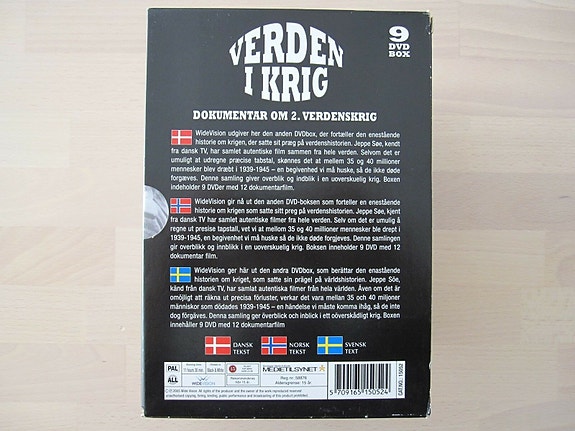 VERDEN
I KRIG
9
DVD
BOX
DOKUMENTAR OM 2. VERDENSKRIG
WideVision udgiver her den anden DVDbox, der fortæller den enestående
historie om krigen, der satte sit præg på verdenshistorien. Jeppe Søe, kendt
fra dansk TV, har samlet autentiske film sammen fra hele verden. Selvom det er
umuligt at udregne præcise tabstal, skønnes det at mellem 35 og 40 millioner
mennesker blev dræbt i 1939-1945 – en begivenhed vi må huske, så de ikke døde forgæves.
Denne samling giver overblik og indblik i en uoverskuelig krig. Boxen
indeholder 9 DVDer med 12 dokumentarfilm.
WideVision gir nå ut den anden DVD-boksen som forteller en enestående
historie om krigen som satte sitt preg på verdenshistorien. Jeppe Søe, kjent
fra dansk TV har samlet autentiske filmer fra hele verden. Selv om det er umulig å
regne ut presise tapstall, vet vi at mellom 35 og 40 millioner mennesker ble drept i
1939-1945, en begivenhet vi må huske så de ikke døde forgjeves. Denne samlingen
gir overblikk og innblikk i en uoverskuelig krig. Boksen inneholder 9 DVD med 12
dokumentar film.
WideVision ger här ut den andra DVDbox, som berättar den enastående
historien om kriget, som satte sin prägel på världshistorien. Jeppe Söe,
känd från dansk TV, har samlat autentiska filmer från hela världen. Även om det är
omöjligt att räkna ut precisa förluster, verkar det vara mellan 35 och 40 miljoner
människor som dödades 1939-1945 – en händelse vi måste komma ihåg, så de inte
dog förgäves. Denna samling ger överblick och inblick i ett oöverskådligt krig. Boxen
innehåller 9 DVD med 12 dokumentärfilm
DANSK
TEKST
NORSK
TEKST
SVENSK
TEXT
PAL
ALL
WIDEVISION
MEDIETILSYNET
Aldersgrense: 15 år
5 709165 150524
CAT.NO. 15052